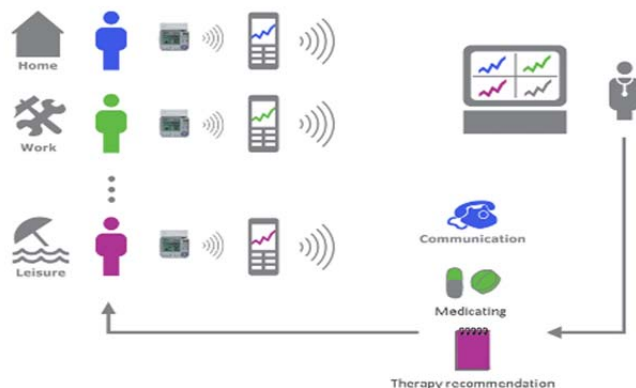 Home
Work
Leisure
Communication
Medicating
Therapy recommendation